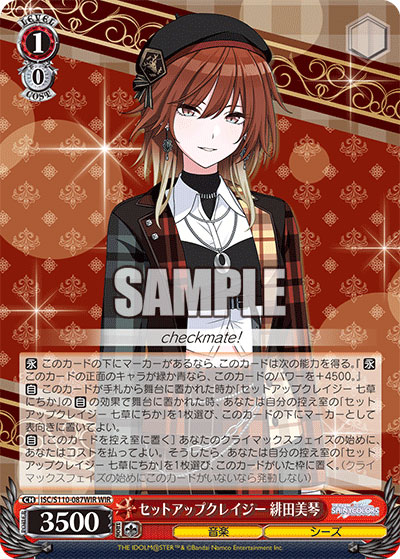 LEVEL
1
0
COST
SAMPLE
checkmate!
永 このカードの下にマーカーがあるなら、このカードは次の能力を得る。『永
このカードの正面のキャラが緑か青なら、このカードのパワーを+4500。』
自 このカードが手札から舞台に置かれた時か「セットアップクレイジー 七草
にちか」の自の効果で舞台に置かれた時、あなたは自分の控え室の「セット
アップクレイジー 七草にちか」を1枚選び、このカードの下にマーカーとして
表向きに置いてよい。
自 [このカードを控え室に置く] あなたのクライマックスフェイズの始めに、
あなたはコストを払ってよい。そうしたら、あなたは自分の控え室の「セット
アップクレイジー 七草にちか」を1枚選び、このカードがいた枠に置く。(クライ
マックスフェイズの始めにこのカードがいないなら発動しない)
CH
ISC/S110-087WIR WIR
セットアップクレイジー 緋田美琴
SHINYCOLORS
POWER
3500
音楽
シーズ
THE IDOLM@STER™& ©Bandai Namco Entertainment Inc.